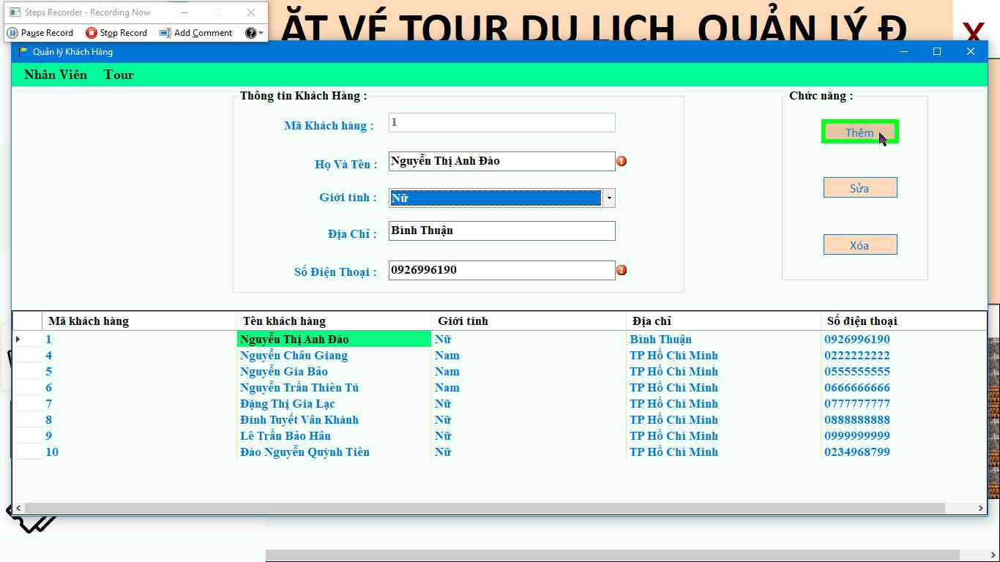 Steps Recorder - Recording Now
Pause Record Stop Record Add Comment
ẶT VÉ TOUR DU LỊCH QUẢN LÝ Đ
X
Quản lý Khách Hàng
Nhân Viên Tour
Thông tin Khách Hàng :
Chức năng :
Mã Khách hàng : 1
Thêm
Họ Và Tên : Nguyễn Thị Anh Đào
Giới tính : Nữ
Sửa
Địa Chỉ : Bình Thuận
Xóa
Số Điện Thoại : 0926996190
Mã khách hàng Tên khách hàng Giới tính Địa chỉ Số điện thoại
1 Nguyễn Thị Anh Đào Nữ Bình Thuận 0926996190
4 Nguyễn Châu Giang Nam TP Hồ Chí Minh 0222222222
5 Nguyễn Gia Bảo Nam TP Hồ Chí Minh 0555555555
6 Nguyễn Trần Thiên Tú Nam TP Hồ Chí Minh 0666666666
7 Đặng Thị Gia Lạc Nữ TP Hồ Chí Minh 0777777777
8 Đinh Tuyết Vân Khánh Nữ TP Hồ Chí Minh 0888888888
9 Lê Trần Bảo Hân Nữ TP Hồ Chí Minh 0999999999
10 Đào Nguyễn Quỳnh Tiên Nữ TP Hồ Chí Minh 0234968799